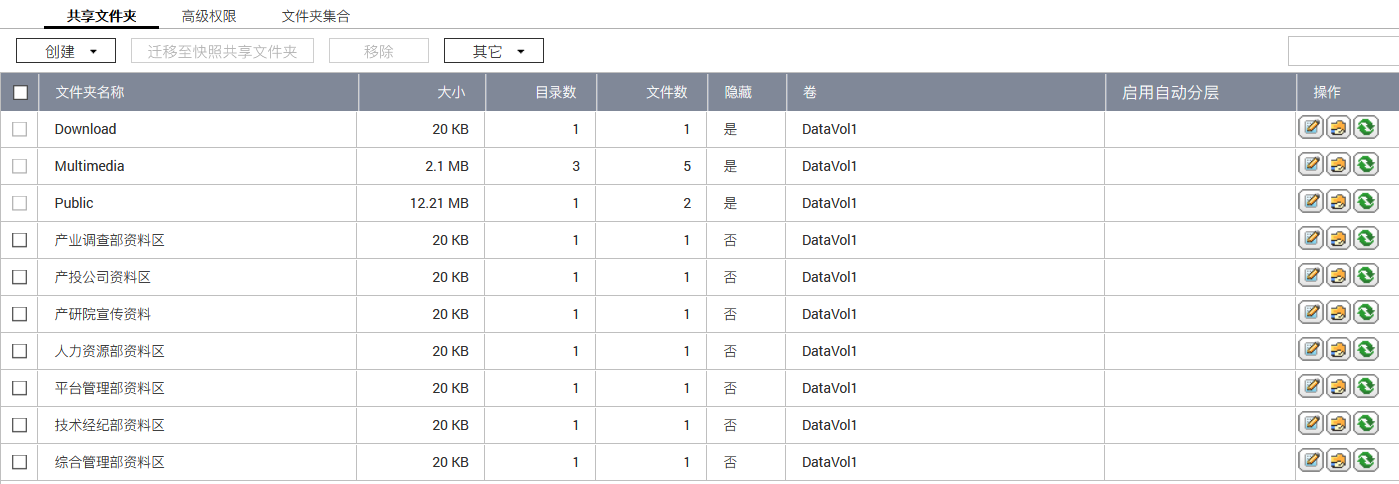 共享文件夹 高级权限 文件夹集合
创建 迁移至快照共享文件夹 移除 其它
文件夹名称 大小 目录数 文件数 隐藏 卷 启用自动分层 操作
Download 20 KB 1 1 是 DataVol1
Multimedia 2.1 MB 3 5 是 DataVol1
Public 12.21 MB 1 2 是 DataVol1
产业调查部资料区 20 KB 1 1 否 DataVol1
产投公司资料区 20 KB 1 1 否 DataVol1
产研院宣传资料 20 KB 1 1 否 DataVol1
人力资源部资料区 20 KB 1 1 否 DataVol1
平台管理部资料区 20 KB 1 1 否 DataVol1
技术经纪部资料区 20 KB 1 1 否 DataVol1
综合管理部资料区 20 KB 1 1 否 DataVol1